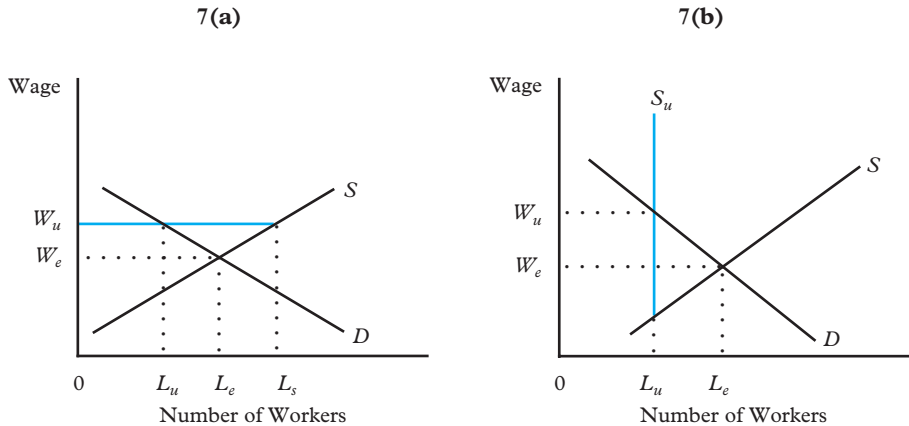 7(a)
Wage
S
W_u
W_e
D
0
L_u
L_e
L_s
Number of Workers
7(b)
Wage
S_u
S
W_u
W_e
D
0
L_u
L_e
Number of Workers